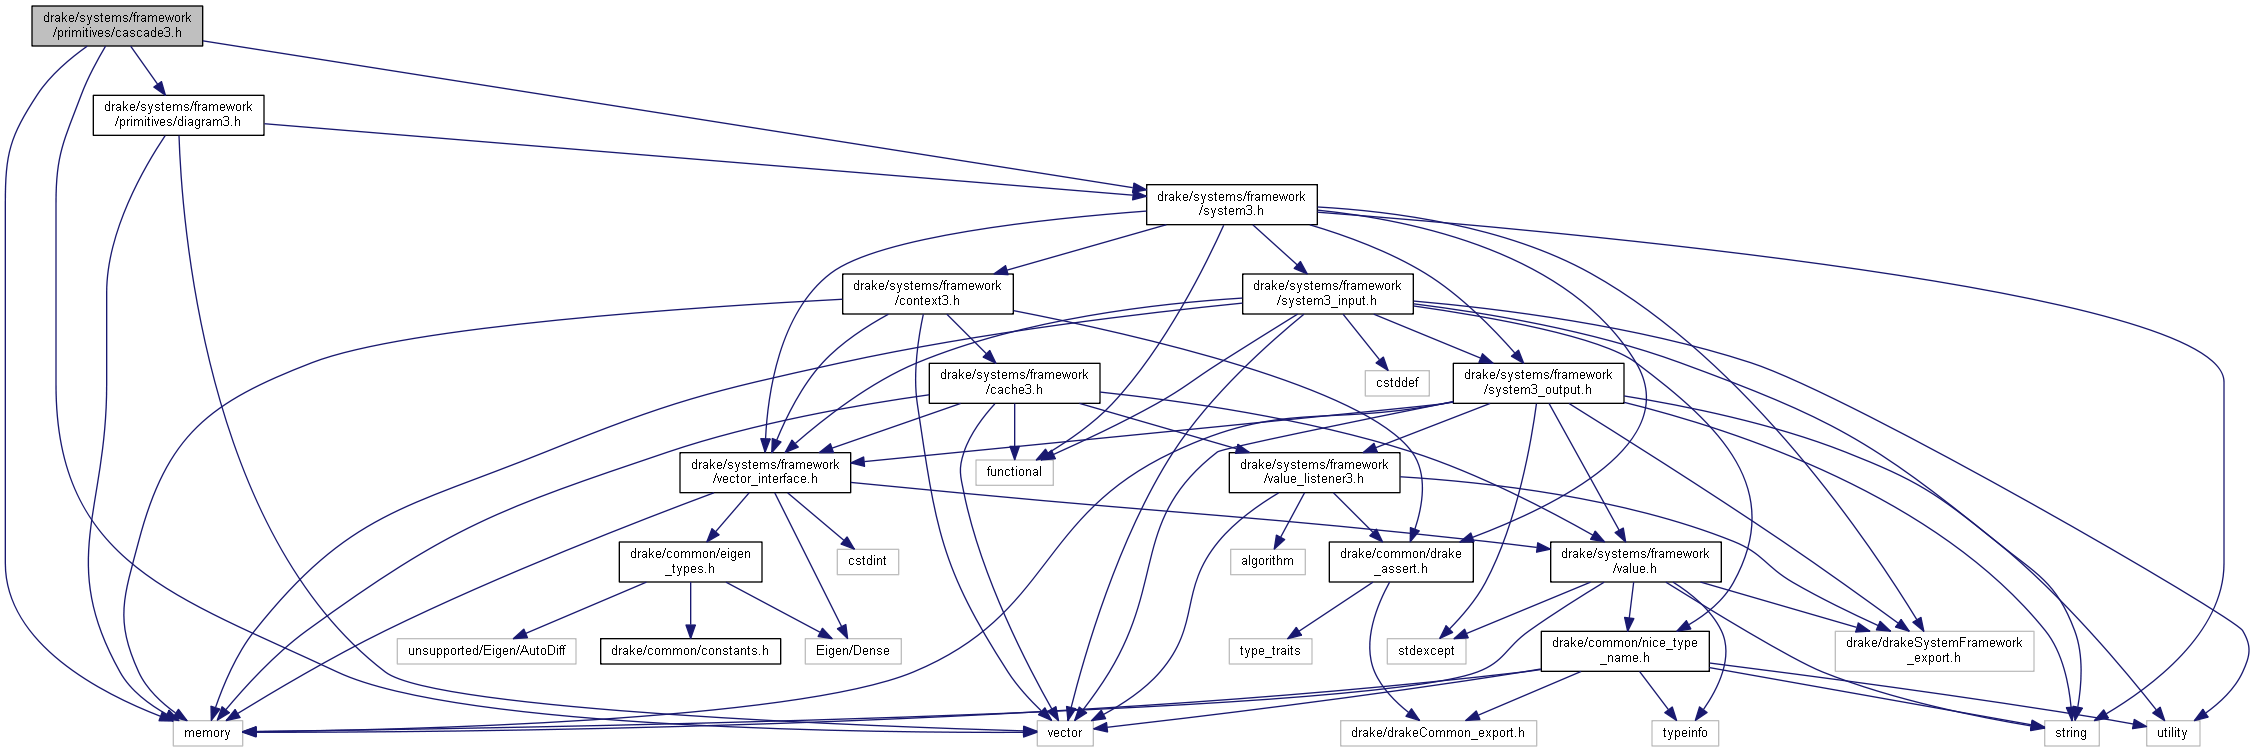 drake/systems/framework
/primitives/cascade3.h
drake/systems/framework
/primitives/diagram3.h
drake/systems/framework
/system3.h
drake/systems/framework
/context3.h
drake/systems/framework
/system3_input.h
drake/systems/framework
/cache3.h
cstddef
drake/systems/framework
/system3_output.h
drake/systems/framework
/vector_interface.h
functional
drake/systems/framework
/value_listener3.h
drake/common/eigen
_types.h
cstdint
algorithm
drake/common/drake
_assert.h
drake/systems/framework
/value.h
unsupported/Eigen/AutoDiff
drake/common/constants.h
Eigen/Dense
type_traits
stdexcept
drake/common/nice_type
_name.h
drake/drakeSystemFramework
_export.h
memory
vector
drake/drakeCommon_export.h
typeinfo
string
utility